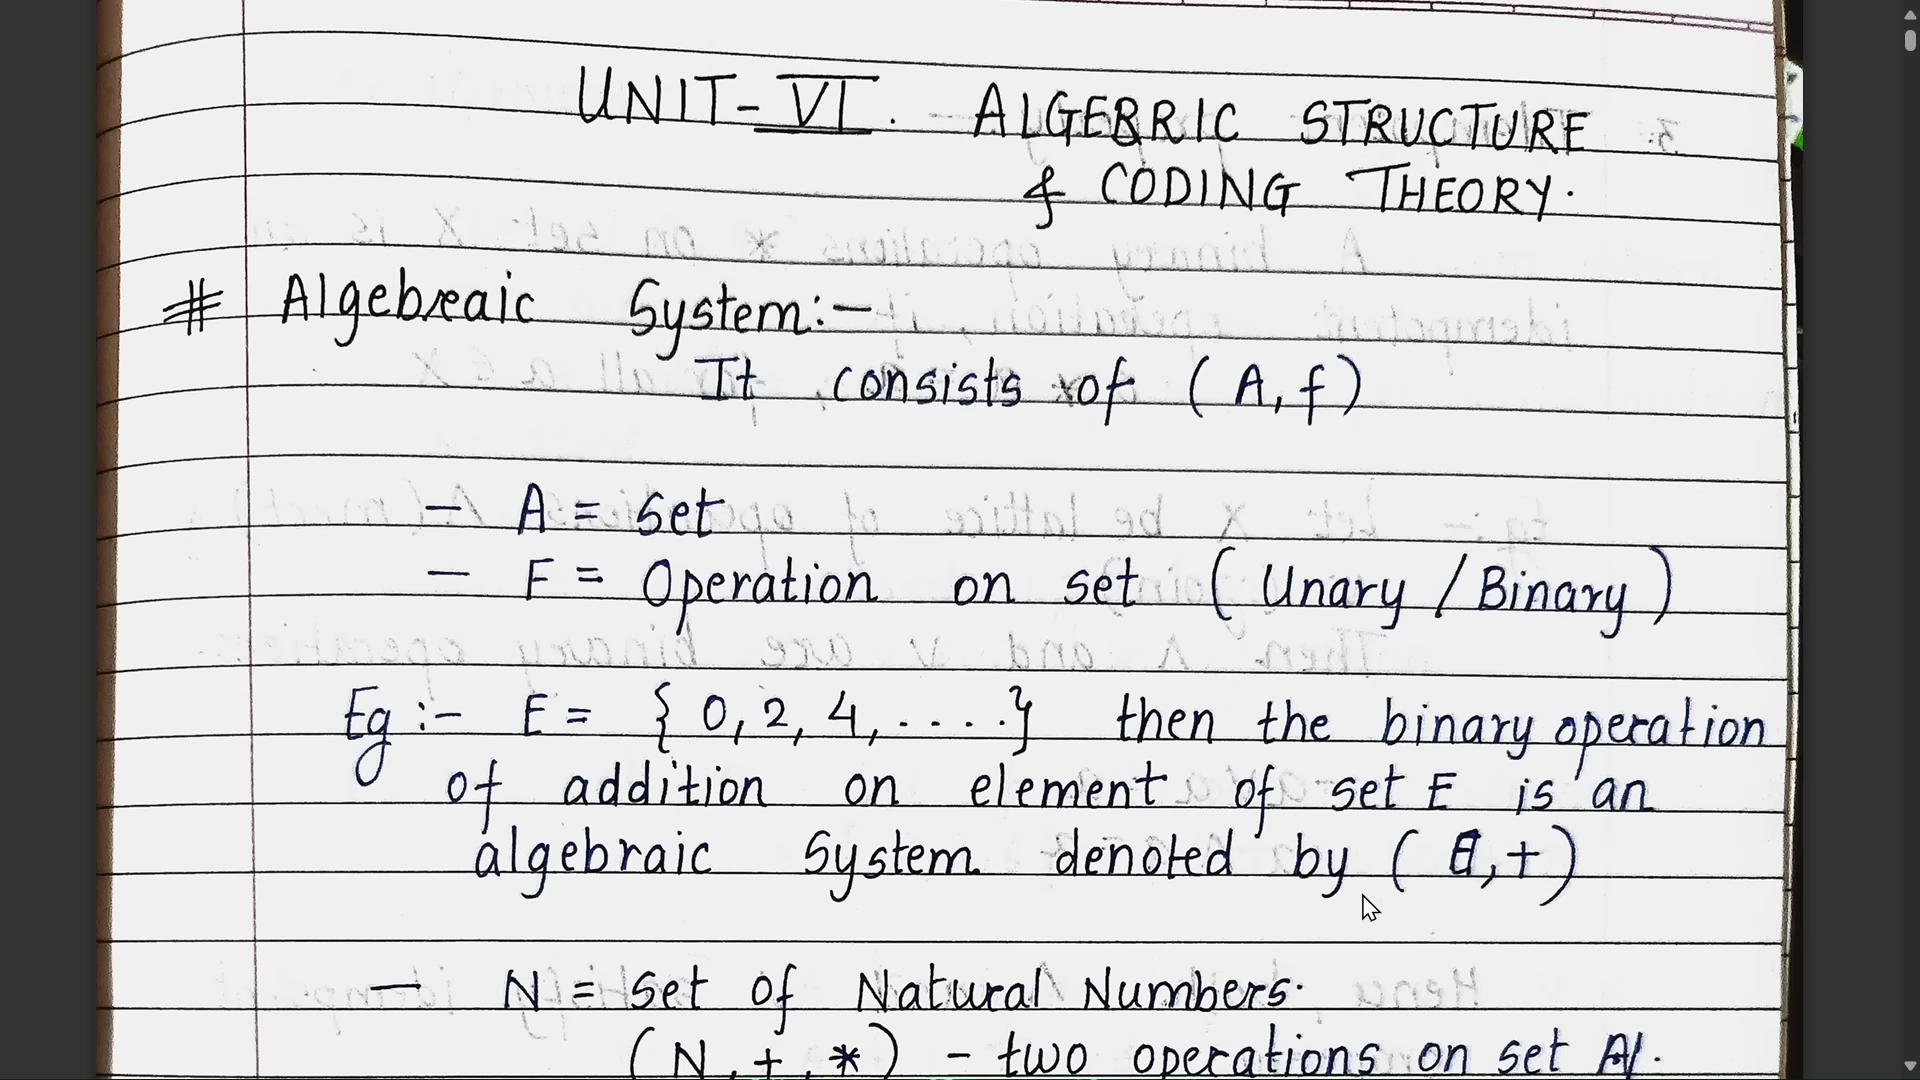 UNIT-VI. ALGEBRIC STRUCTURE
& CODING THEORY.
# Algebraic System:-
It consists of (A, f)
- A = set
- F = Operation on set (Unary / Binary)
Eg :- E = {0, 2, 4, ....} then the binary operation
of addition on element of set E is an
algebraic System denoted by (E, +)
- N = set of Natural Numbers.
(N, +, *) - two operations on set N.